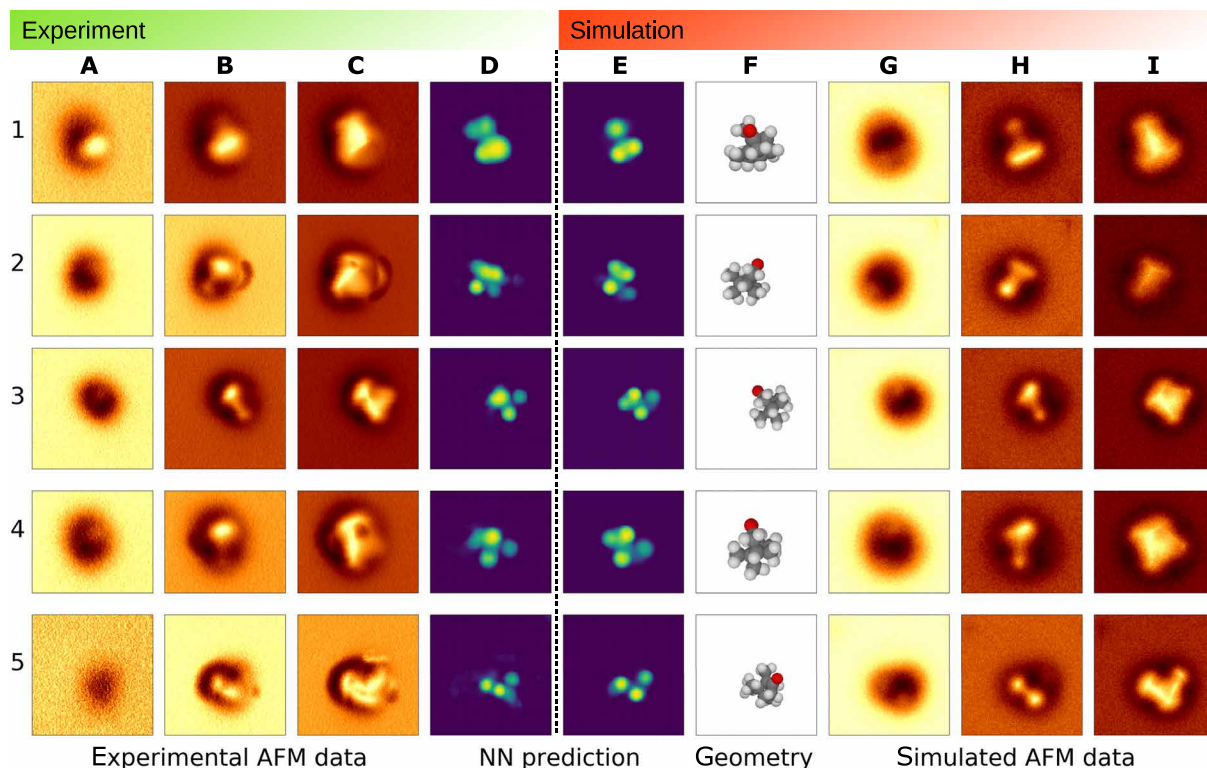 Experiment Simulation
A B C D E F G H I
1
2
3
4
5
Experimental AFM data NN prediction Geometry Simulated AFM data